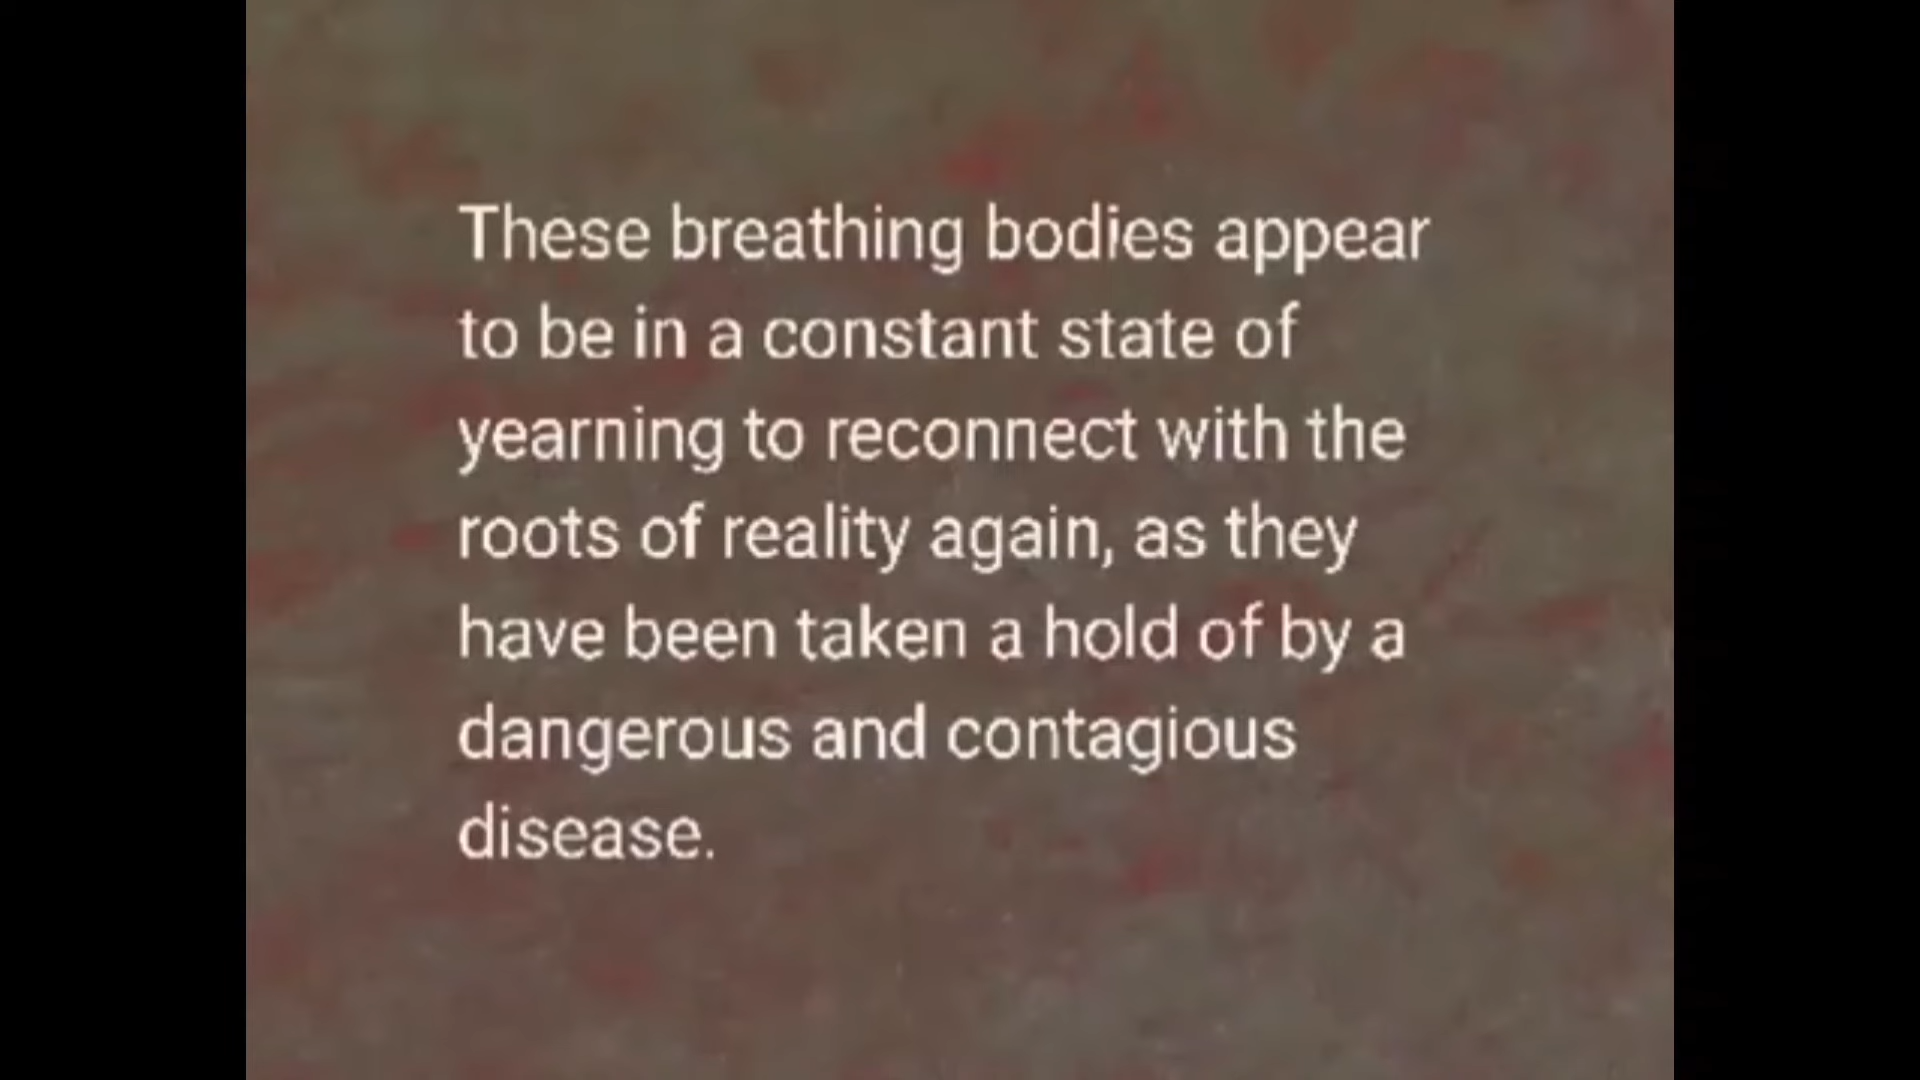 These breathing bodies appear
to be in a constant state of
yearning to reconnect with the
roots of reality again, as they
have been taken a hold of by a
dangerous and contagious
disease.